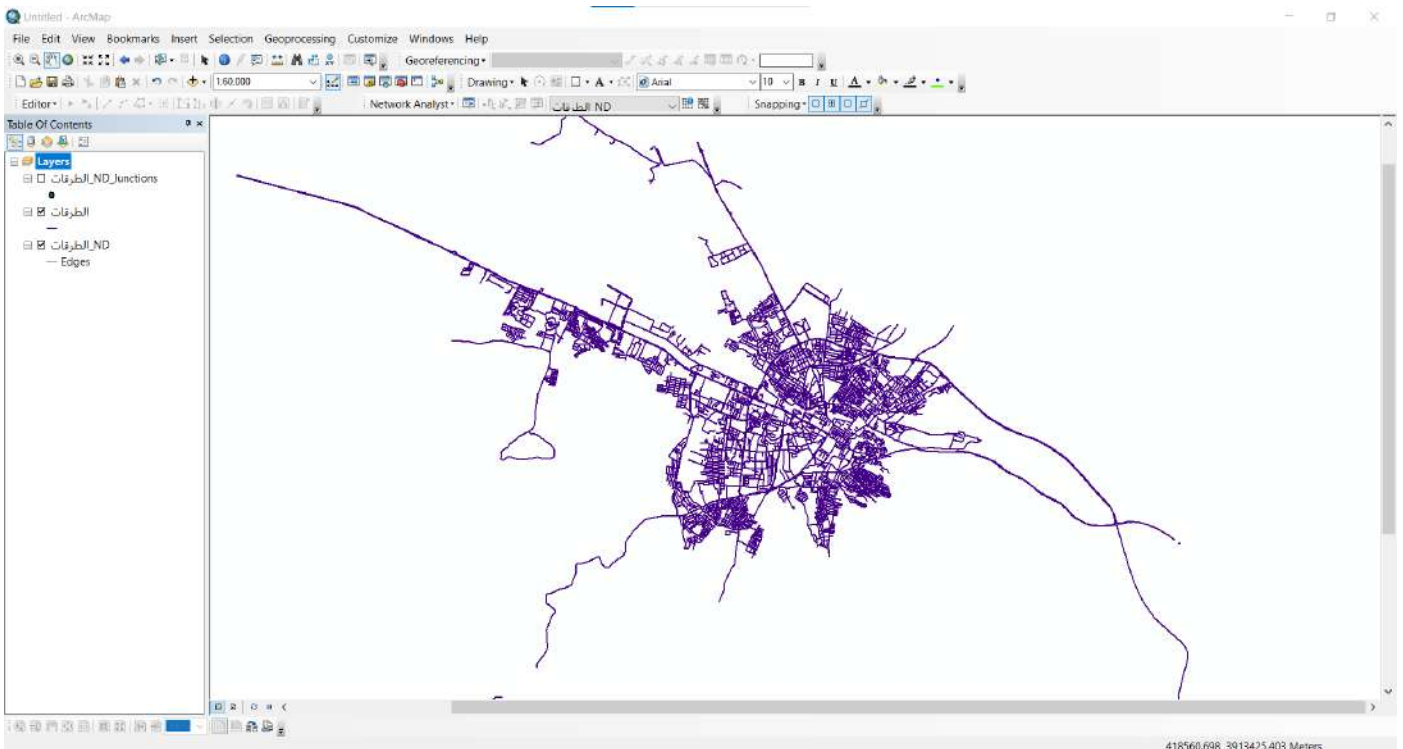 Untitled - ArcMap
File Edit View Bookmarks Insert Selection Geoprocessing Customize Windows Help
Georeferencing
1:60,000 Drawing A Arial 10 B I U A
Editor Network Analyst الطرقات_ND Snapping
Table Of Contents
Layers
الطرقات_ND_Junctions
الطرقات
الطرقات_ND
Edges
418560.698 3913425.403 Meters